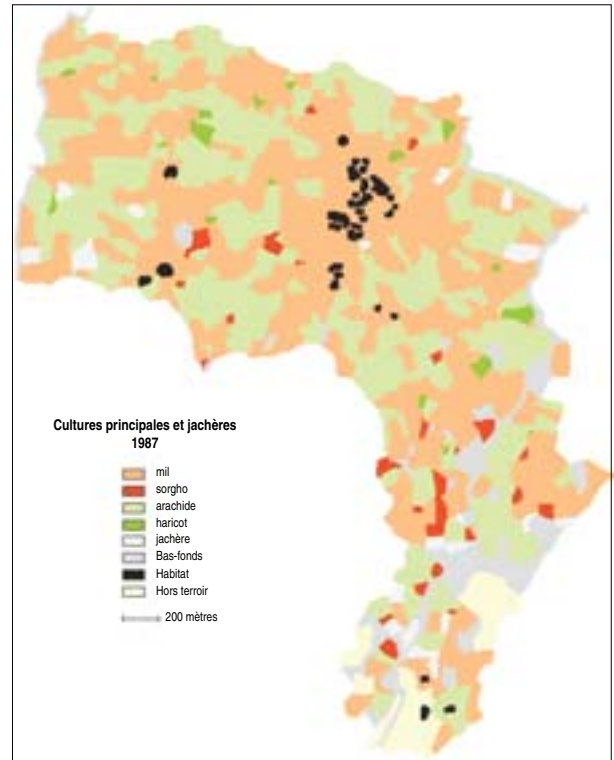 Cultures principales et jachères
1987
mil
sorgho
arachide
haricot
jachère
Bas-fonds
Habitat
Hors terroir
200 mètres